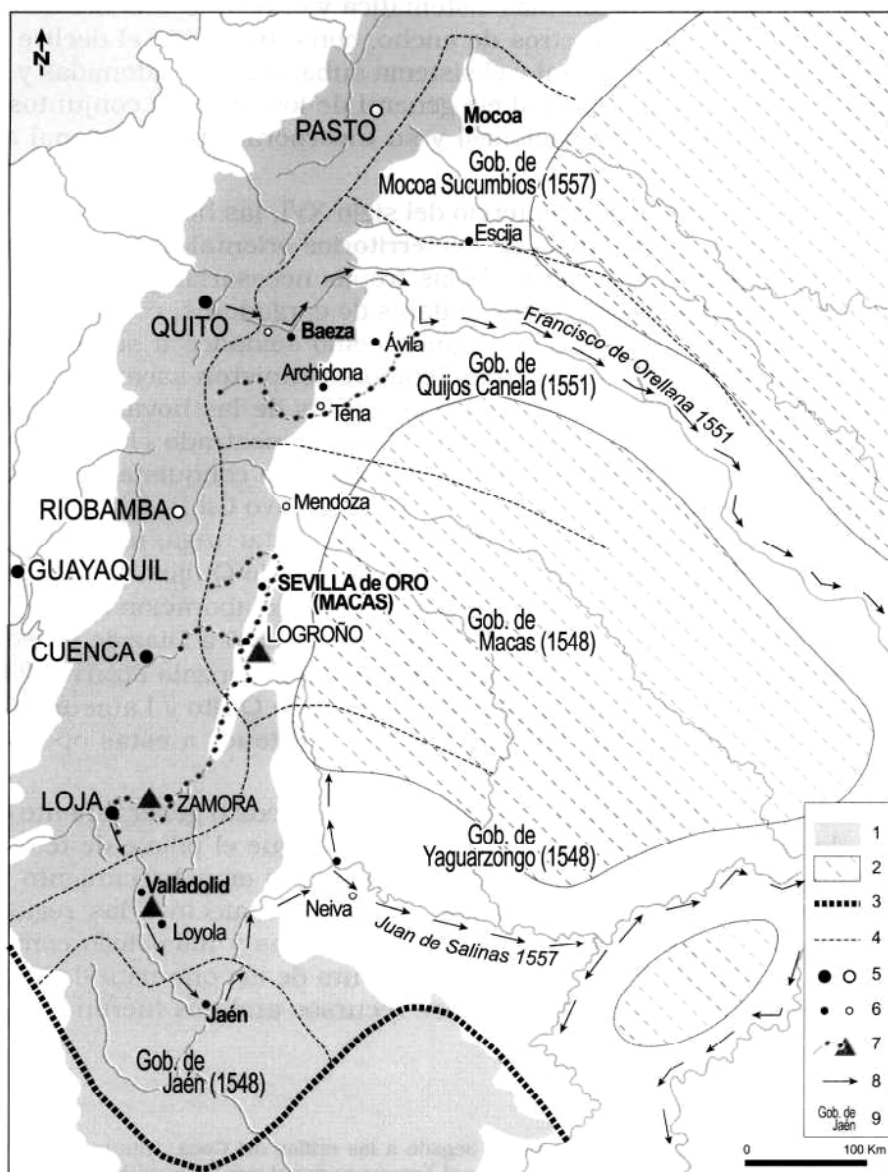 N
PASTO
Mocoa
Gob. de
Mocoa Sucumbíos (1557)
Escija
QUITO
Baeza
Ávila
Francisco de Orellana 1551
Archidona
Gob. de
Quijos Canela (1551)
Téna
RIOBAMBA
Mendoza
GUAYAQUIL
SEVILLA de ORO
(MACAS)
LOGROÑO
Gob. de
Macas (1548)
CUENCA
LOJA
ZAMORA
Gob. de
Yaguarzongo (1548)
Valladolid
Neiva
Loyola
Juan de Salinas 1557
Jaén
Gob. de
Jaén (1548)
1
2
3
4
5
6
7
8
Gob. de
Jaén
9
0 100 Km